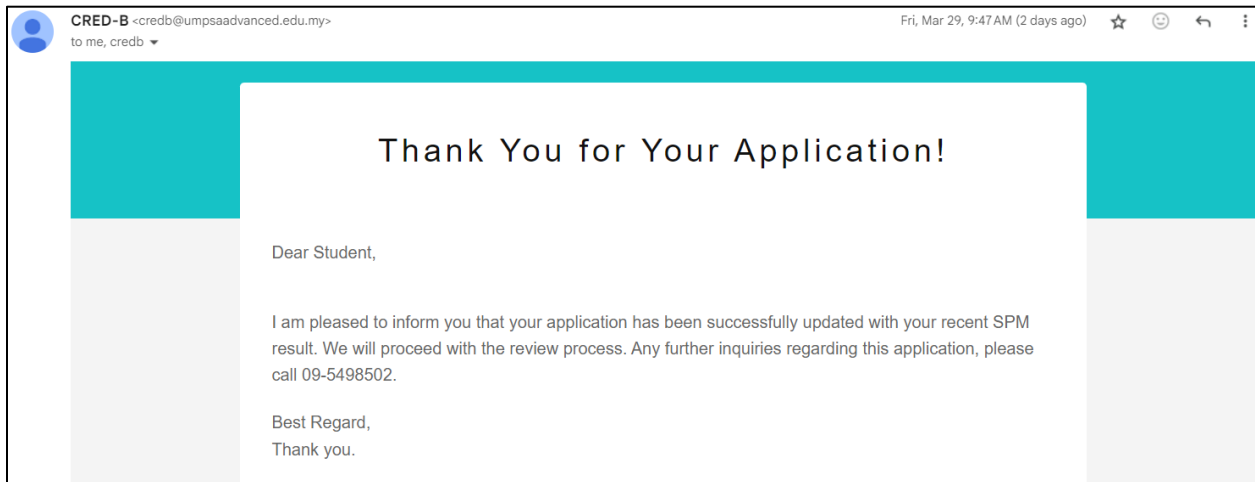 CRED-B <credb@umpsaadvanced.edu.my>
Fri, Mar 29, 9:47 AM (2 days ago)
to me, credb
Thank You for Your Application!
Dear Student,
I am pleased to inform you that your application has been successfully updated with your recent SPM
result. We will proceed with the review process. Any further inquiries regarding this application, please
call 09-5498502.
Best Regard,
Thank you.